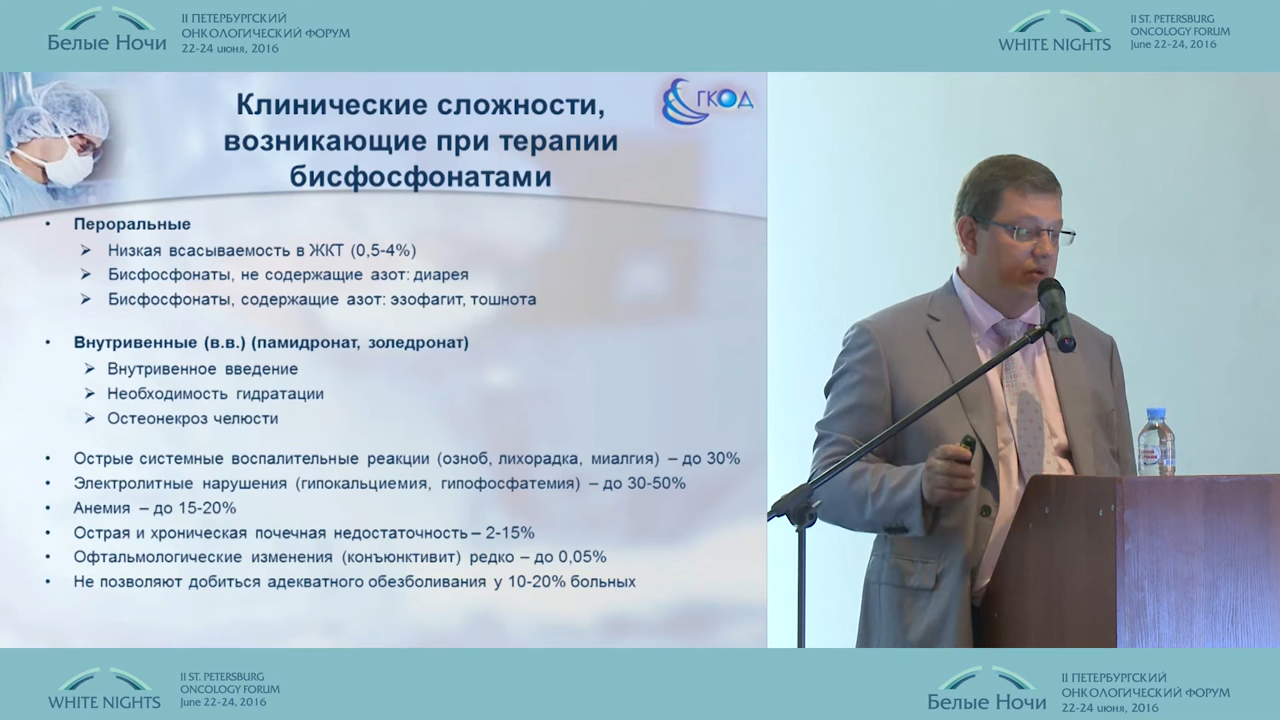 Белые Ночи
II ПЕТЕРБУРГСКИЙ
ОНКОЛОГИЧЕСКИЙ ФОРУМ
22-24 июня, 2016
WHITE NIGHTS
II ST. PETERSBURG
ONCOLOGY FORUM
June 22-24, 2016
ГКОД
Клинические сложности,
возникающие при терапии
бисфосфонатами
• Пероральные
➢ Низкая всасываемость в ЖКТ (0,5-4%)
➢ Бисфосфонаты, не содержащие азот: диарея
➢ Бисфосфонаты, содержащие азот: эзофагит, тошнота
• Внутривенные (в.в.) (памидронат, золедронат)
➢ Внутривенное введение
➢ Необходимость гидратации
➢ Остеонекроз челюсти
• Острые системные воспалительные реакции (озноб, лихорадка, миалгия) – до 30%
• Электролитные нарушения (гипокальциемия, гипофосфатемия) – до 30-50%
• Анемия – до 15-20%
• Острая и хроническая почечная недостаточность – 2-15%
• Офтальмологические изменения (конъюнктивит) редко – до 0,05%
• Не позволяют добиться адекватного обезболивания у 10-20% больных
WHITE NIGHTS
II ST. PETERSBURG
ONCOLOGY FORUM
June 22-24, 2016
Белые Ночи
II ПЕТЕРБУРГСКИЙ
ОНКОЛОГИЧЕСКИЙ ФОРУМ
22-24 июня, 2016